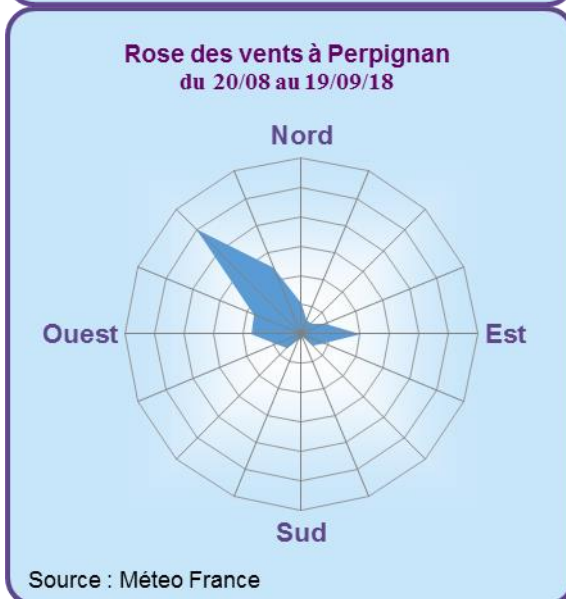 Rose des vents à Perpignan
du 20/08 au 19/09/18
Nord
Ouest
Est
Sud
Source : Méteo France